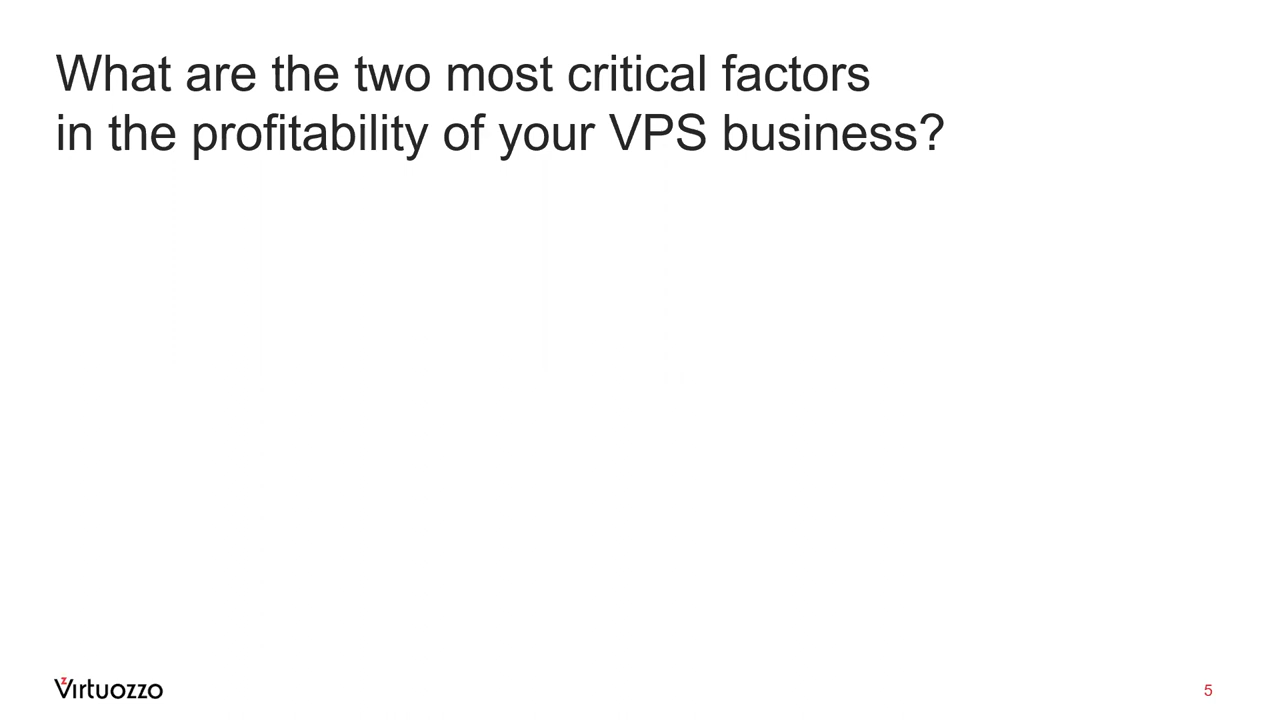 What are the two most critical factors
in the profitability of your VPS business?
Virtuozzo
5